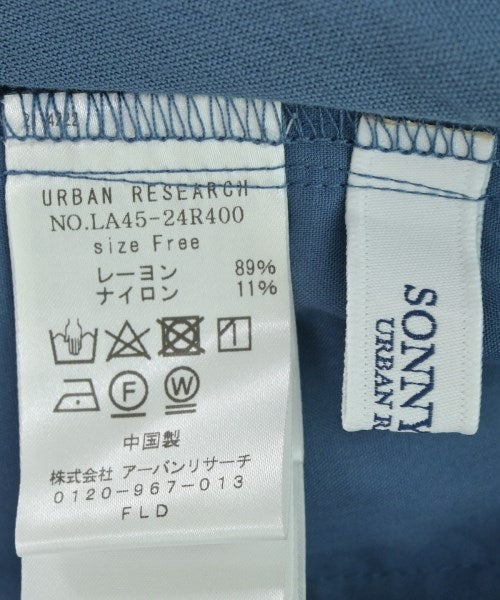 URBAN RESEARCH
NO.LA45-24R400
size Free
レーヨン 89%
ナイロン 11%
F
W
中国製
株式会社 アーバンリサーチ
0120-967-013
FLD
SONNY
URBAN R